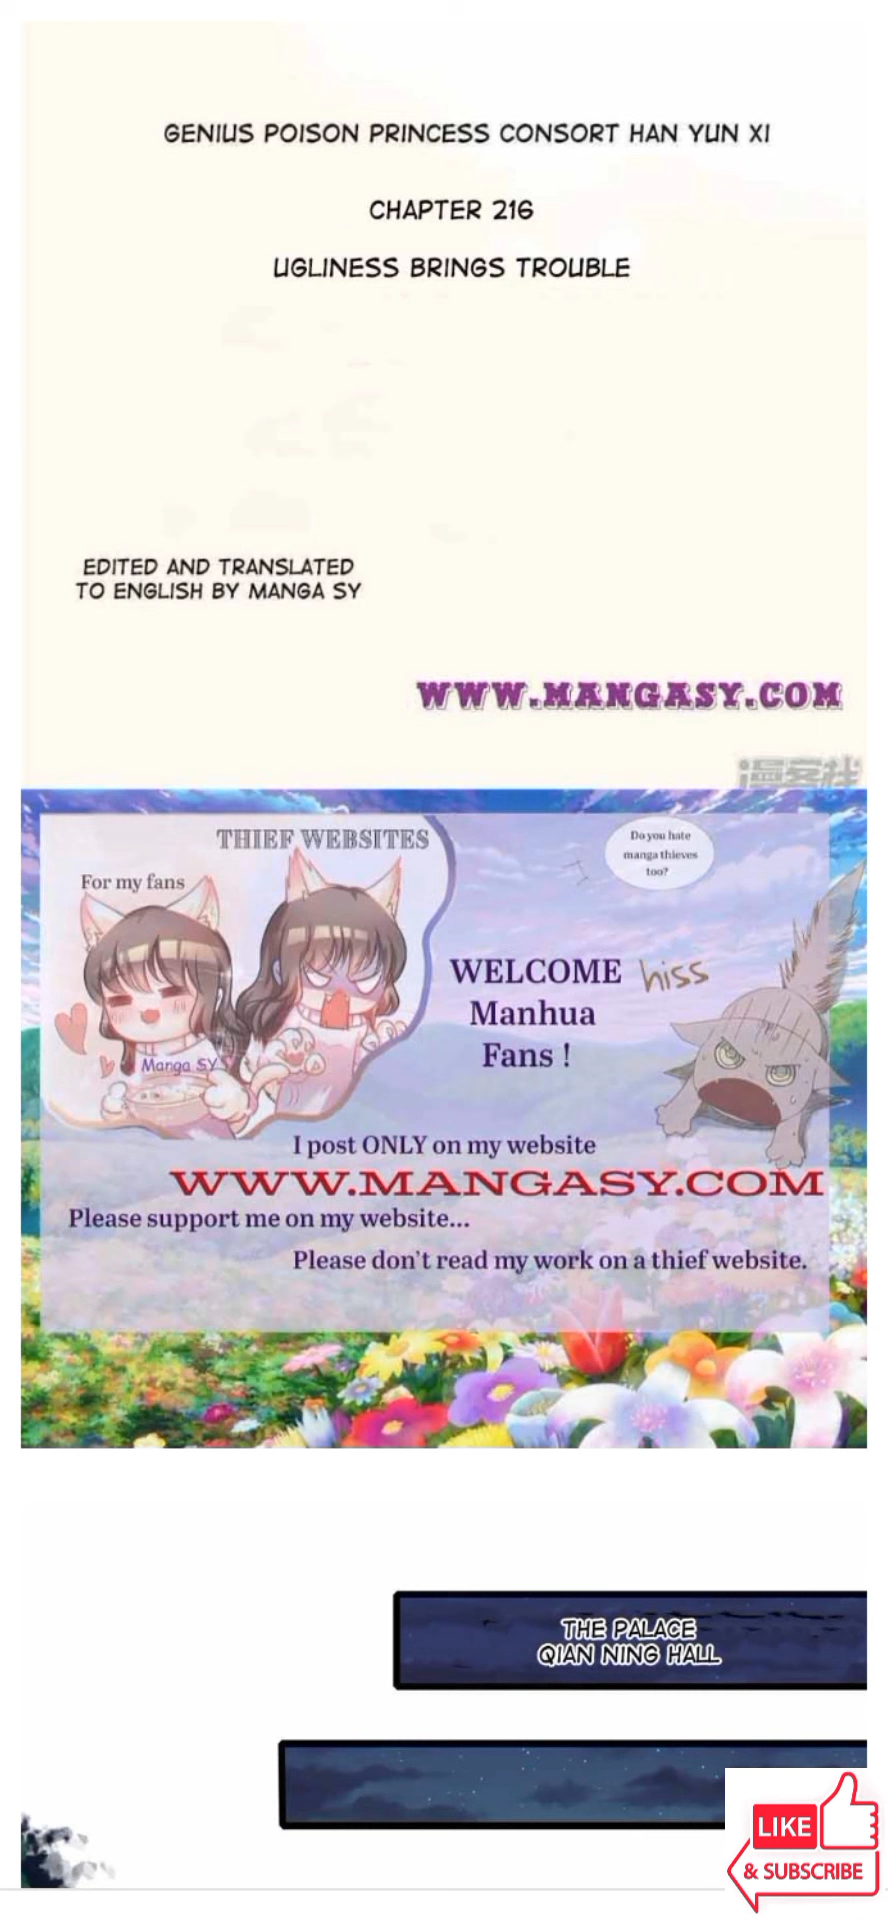 GENIUS POISON PRINCESS CONSORT HAN YUN XI
CHAPTER 216
UGLINESS BRINGS TROUBLE
EDITED AND TRANSLATED
TO ENGLISH BY MANGA SY
WWW.MANGASY.COM
漫客栈
THIEF WEBSITES
For my fans
Do you hate
manga thieves
too?
WELCOME hiss
Manhua
Fans !
Manga SY
I post ONLY on my website
WWW.MANGASY.COM
Please support me on my website...
Please don't read my work on a thief website.
THE PALACE
QIAN NING HALL
LIKE
& SUBSCRIBE